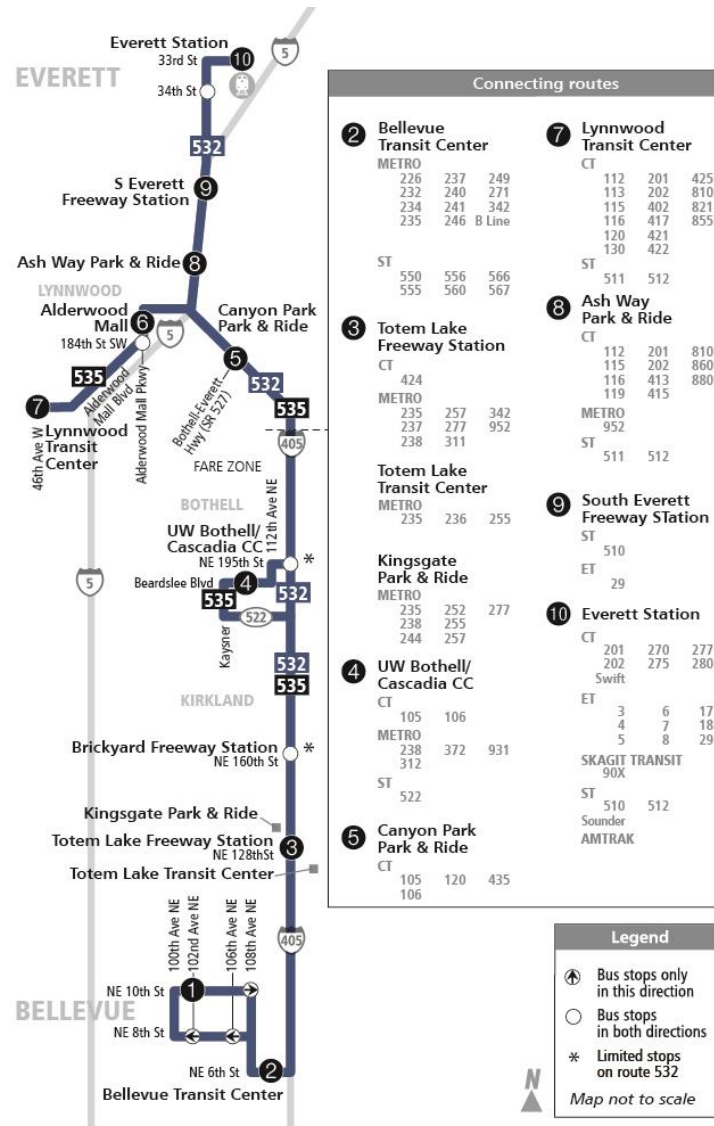 Everett Station
33rd St
10
5
EVERETT
34th St
532
S Everett
Freeway Station
9
Ash Way Park & Ride
8
LYNNWOOD
Alderwood
Mall
6
184th St SW
5
Canyon Park
Park & Ride
5
535
532
Alderwood
Mall Blvd
Alderwood Mall Pkwy
Bothell-Everett
Hwy (SR 527)
7
Lynnwood
Transit
Center
46th Ave W
535
405
FARE ZONE
BOTHELL
112th Ave NE
UW Bothell/
Cascadia CC
NE 195th St
*
Beardslee Blvd
4
532
5
535
522
Kaysner
532
535
KIRKLAND
Brickyard Freeway Station
NE 160th St
*
Kingsgate Park & Ride
Totem Lake Freeway Station
NE 128thSt
3
Totem Lake Transit Center
100th Ave NE
102nd Ave NE
106th Ave NE
108th Ave NE
405
NE 10th St
1
BELLEVUE
NE 8th St
NE 6th St
2
Bellevue Transit Center
Connecting routes
2 Bellevue
Transit Center
METRO
226 237 249
232 240 271
234 241 342
235 246 B Line
ST
550 556 566
555 560 567
3 Totem Lake
Freeway Station
CT
424
METRO
235 257 342
237 277 952
238 311
Totem Lake
Transit Center
METRO
235 236 255
Kingsgate
Park & Ride
METRO
235 252 277
238 255
244 257
4 UW Bothell/
Cascadia CC
CT
105 106
METRO
238 372 931
312
ST
522
5 Canyon Park
Park & Ride
CT
105 120 435
106
7 Lynnwood
Transit Center
CT
112 201 425
113 202 810
115 402 821
116 417 855
120 421
130 422
ST
511 512
8 Ash Way
Park & Ride
CT
112 201 810
115 202 860
116 413 880
119 415
METRO
952
ST
511 512
9 South Everett
Freeway STation
ST
510
ET
29
10 Everett Station
CT
201 270 277
202 275 280
Swift
ET
3 6 17
4 7 18
5 8 29
SKAGIT TRANSIT
90X
ST
510 512
Sounder
AMTRAK
Legend
Bus stops only
in this direction
Bus stops
in both directions
* Limited stops
on route 532
Map not to scale
N